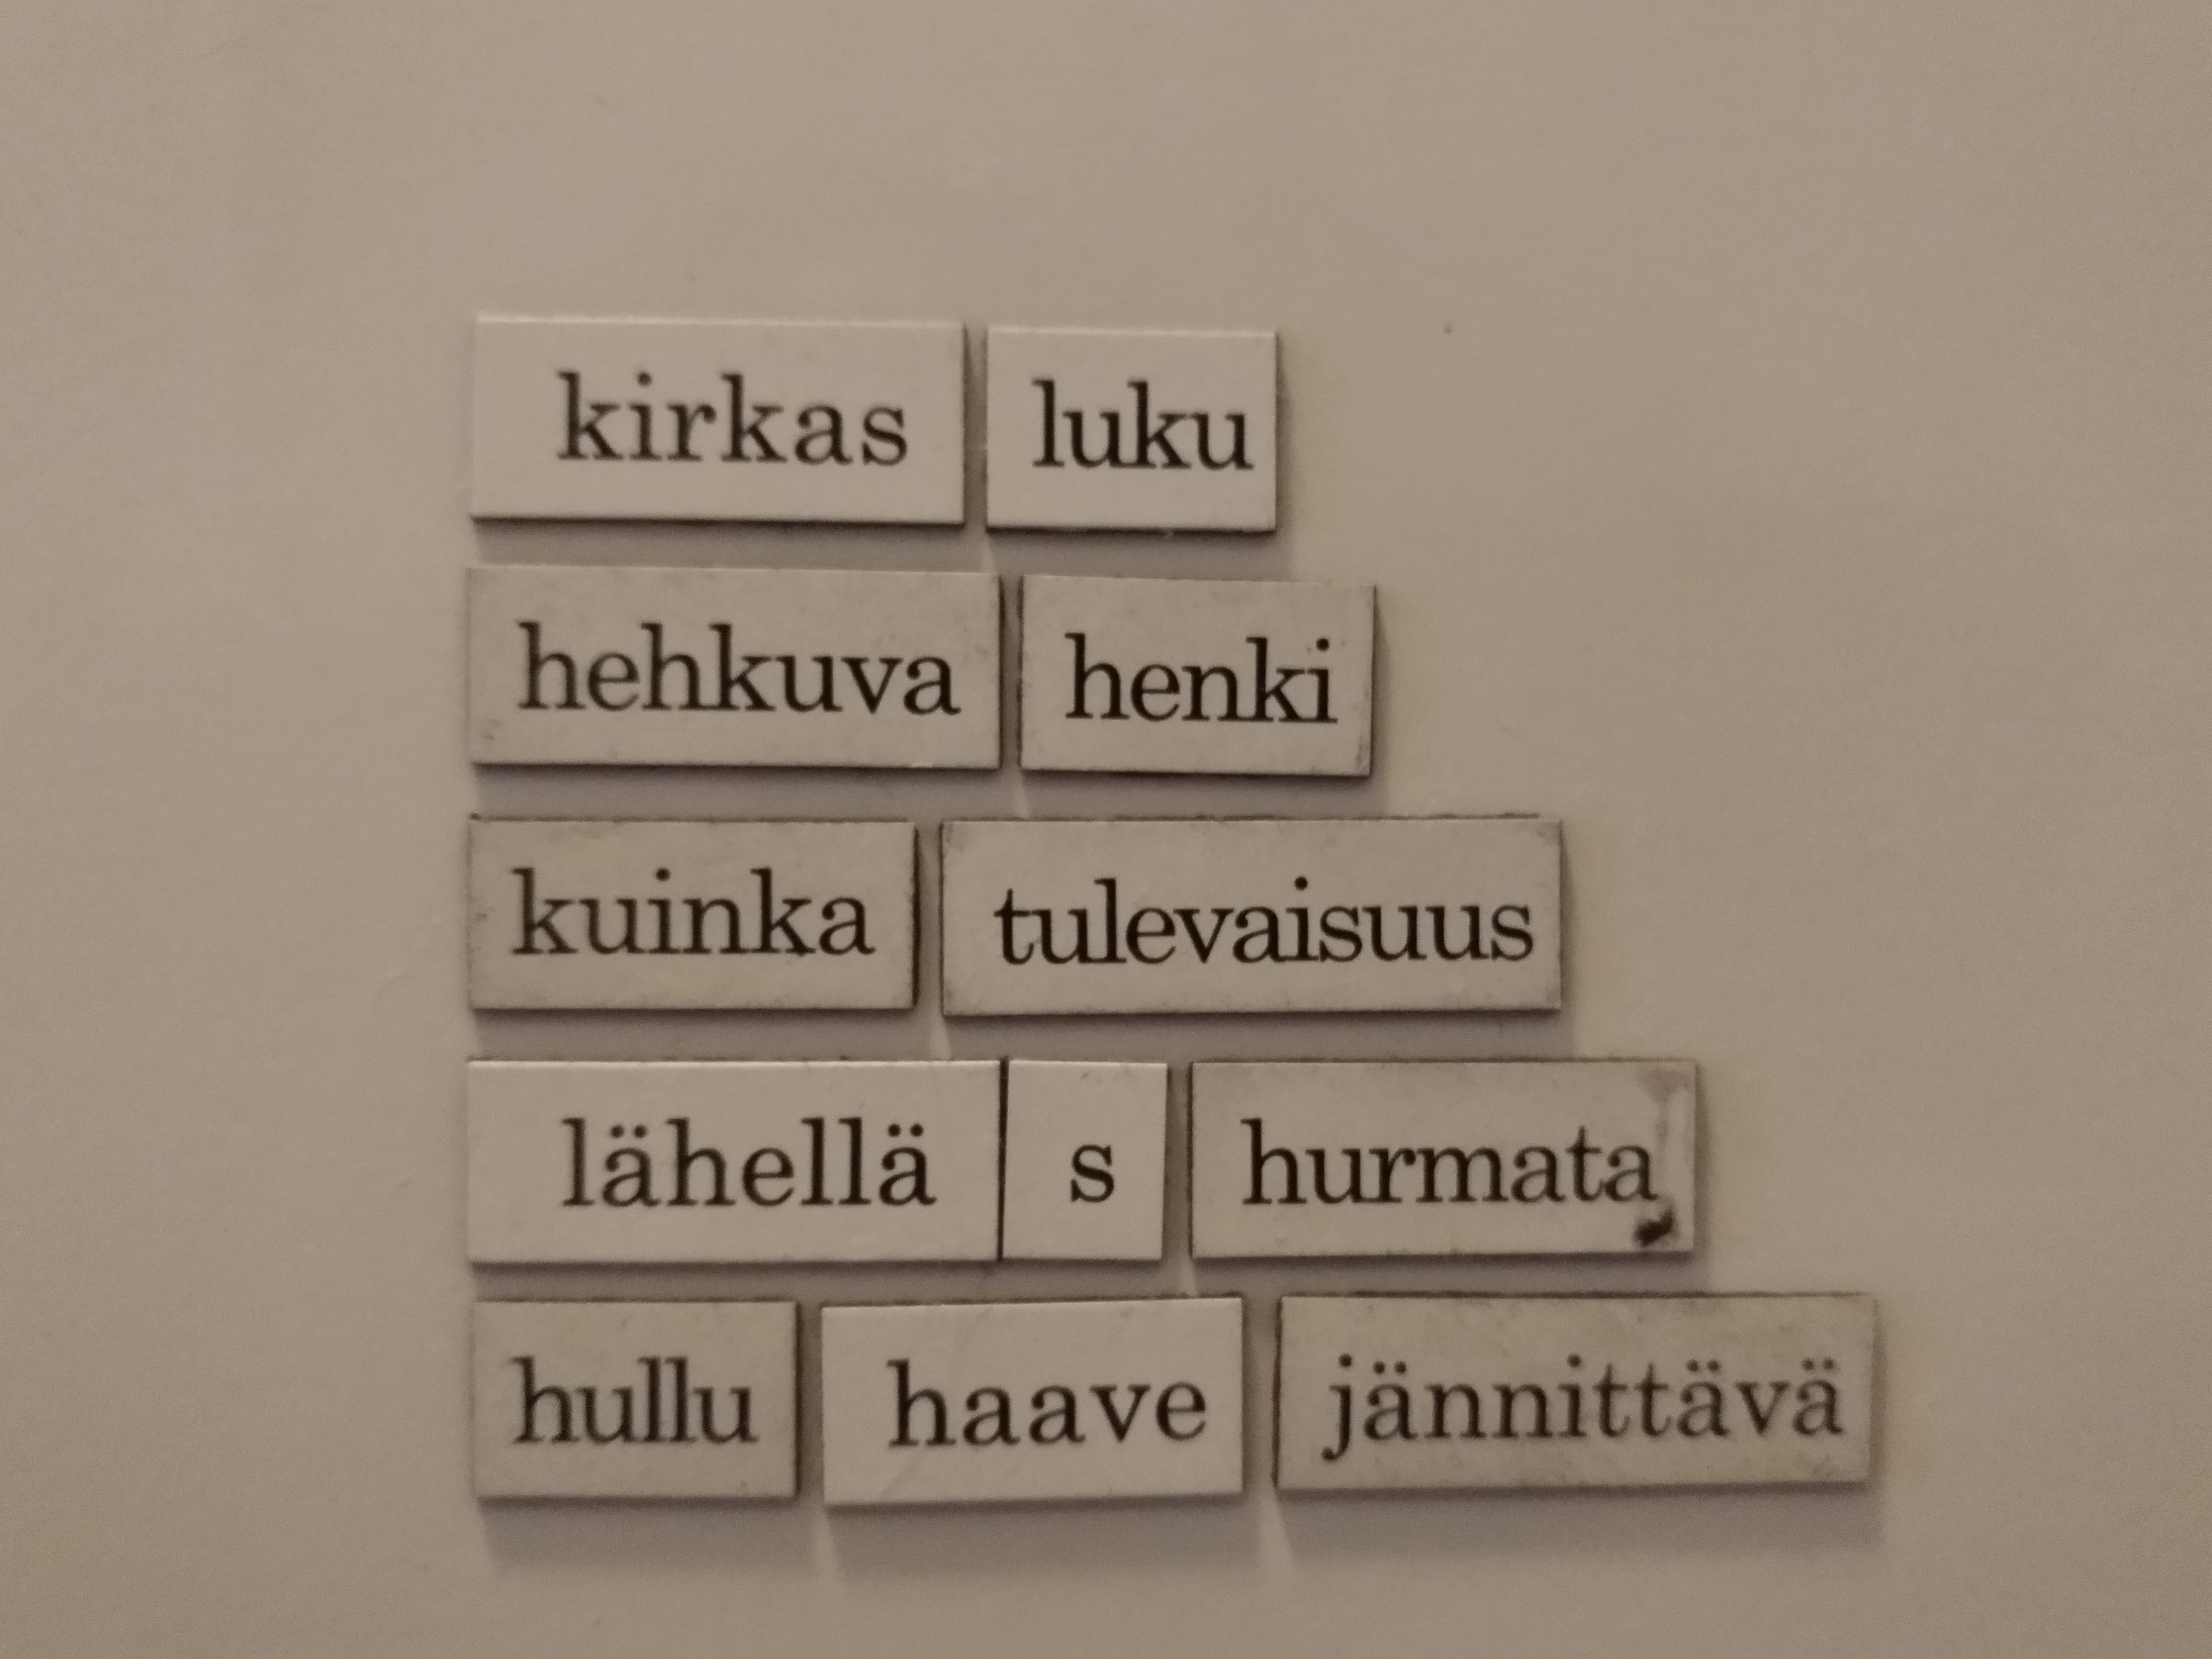 kirkas luku
hehkuva henki
kuinka tulevaisuus
lähellä s hurmata
hullu haave jännittävä